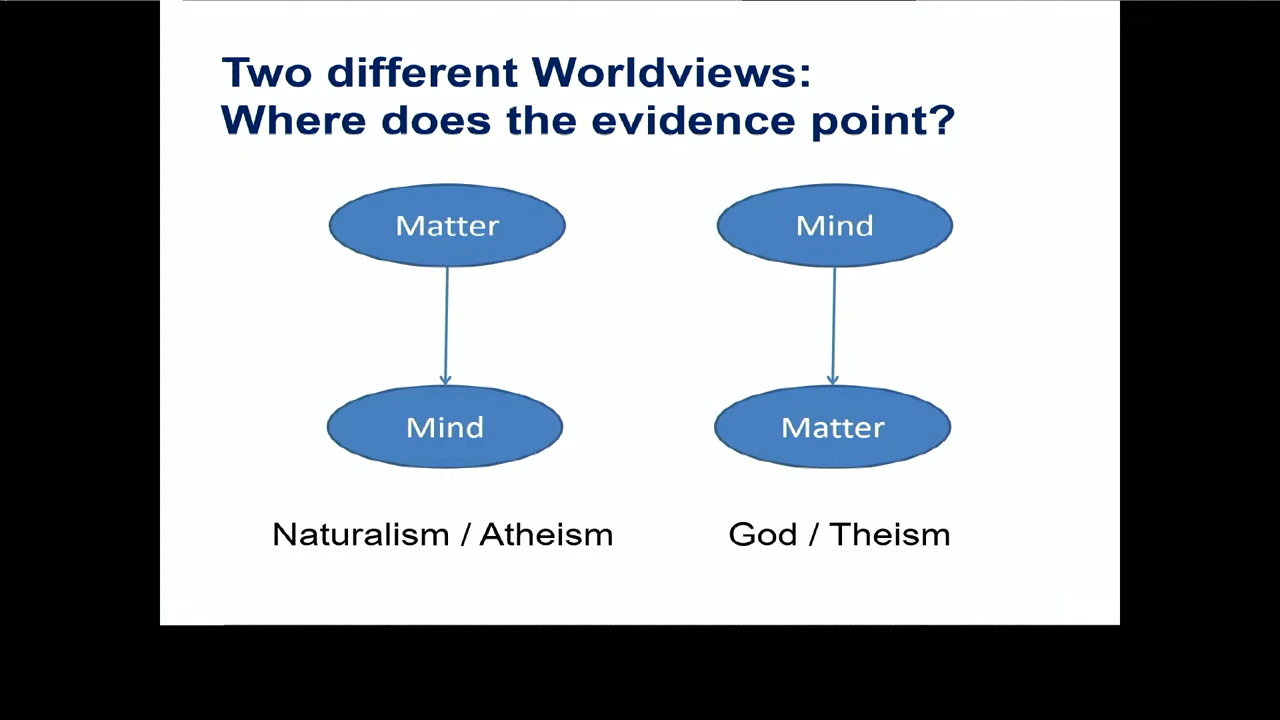 Two different Worldviews:
Where does the evidence point?
Matter
Mind
Mind
Matter
Naturalism / Atheism
God / Theism